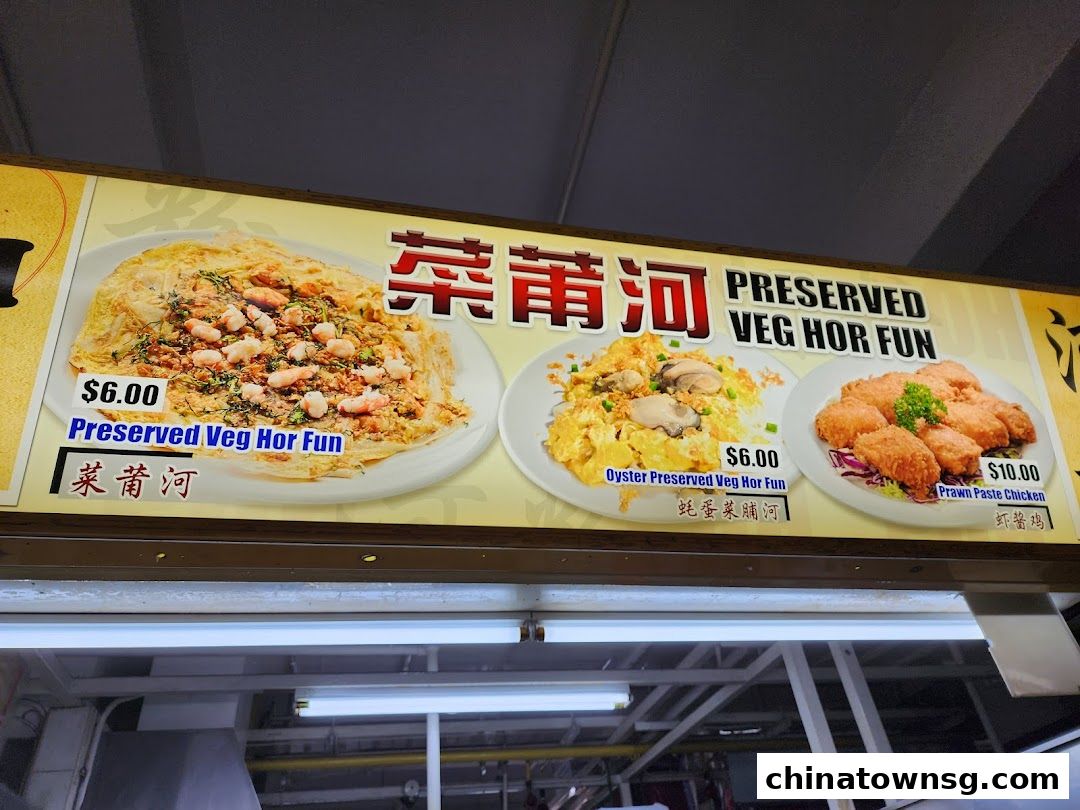 菜莆河
PRESERVED
VEG HOR FUN
$6.00
Preserved Veg Hor Fun
菜莆河
$6.00
Oyster Preserved Veg Hor Fun
蚝蛋菜脯河
$10.00
Prawn Paste Chicken
虾酱鸡
chinatownsg.com